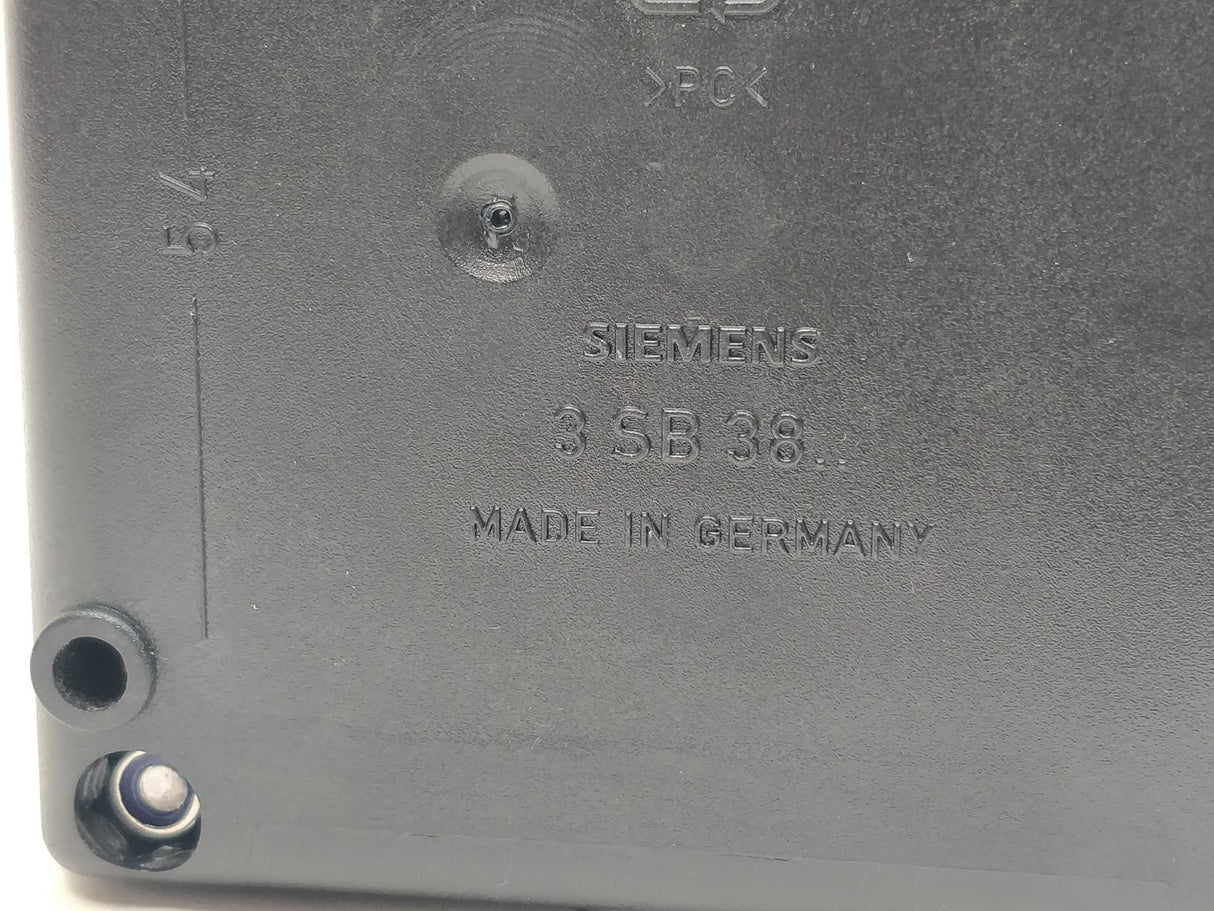 >PC<
54
SIEMENS
3 SB 38..
MADE IN GERMANY